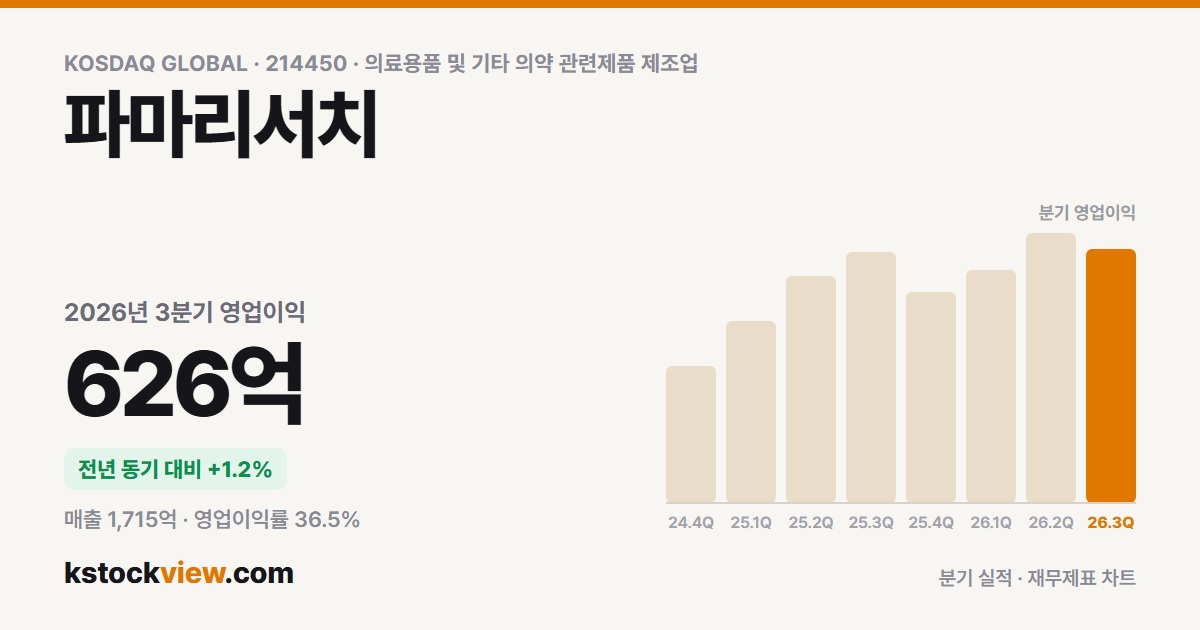 KOSDAQ GLOBAL · 214450 · 의료용품 및 기타 의약 관련제품 제조업
파마리서치
분기 영업이익
2026년 3분기 영업이익
626억
전년 동기 대비 +1.2%
매출 1,715억 · 영업이익률 36.5%
24.4Q 25.1Q 25.2Q 25.3Q 25.4Q 26.1Q 26.2Q 26.3Q
kstockview.com
분기 실적 · 재무제표 차트